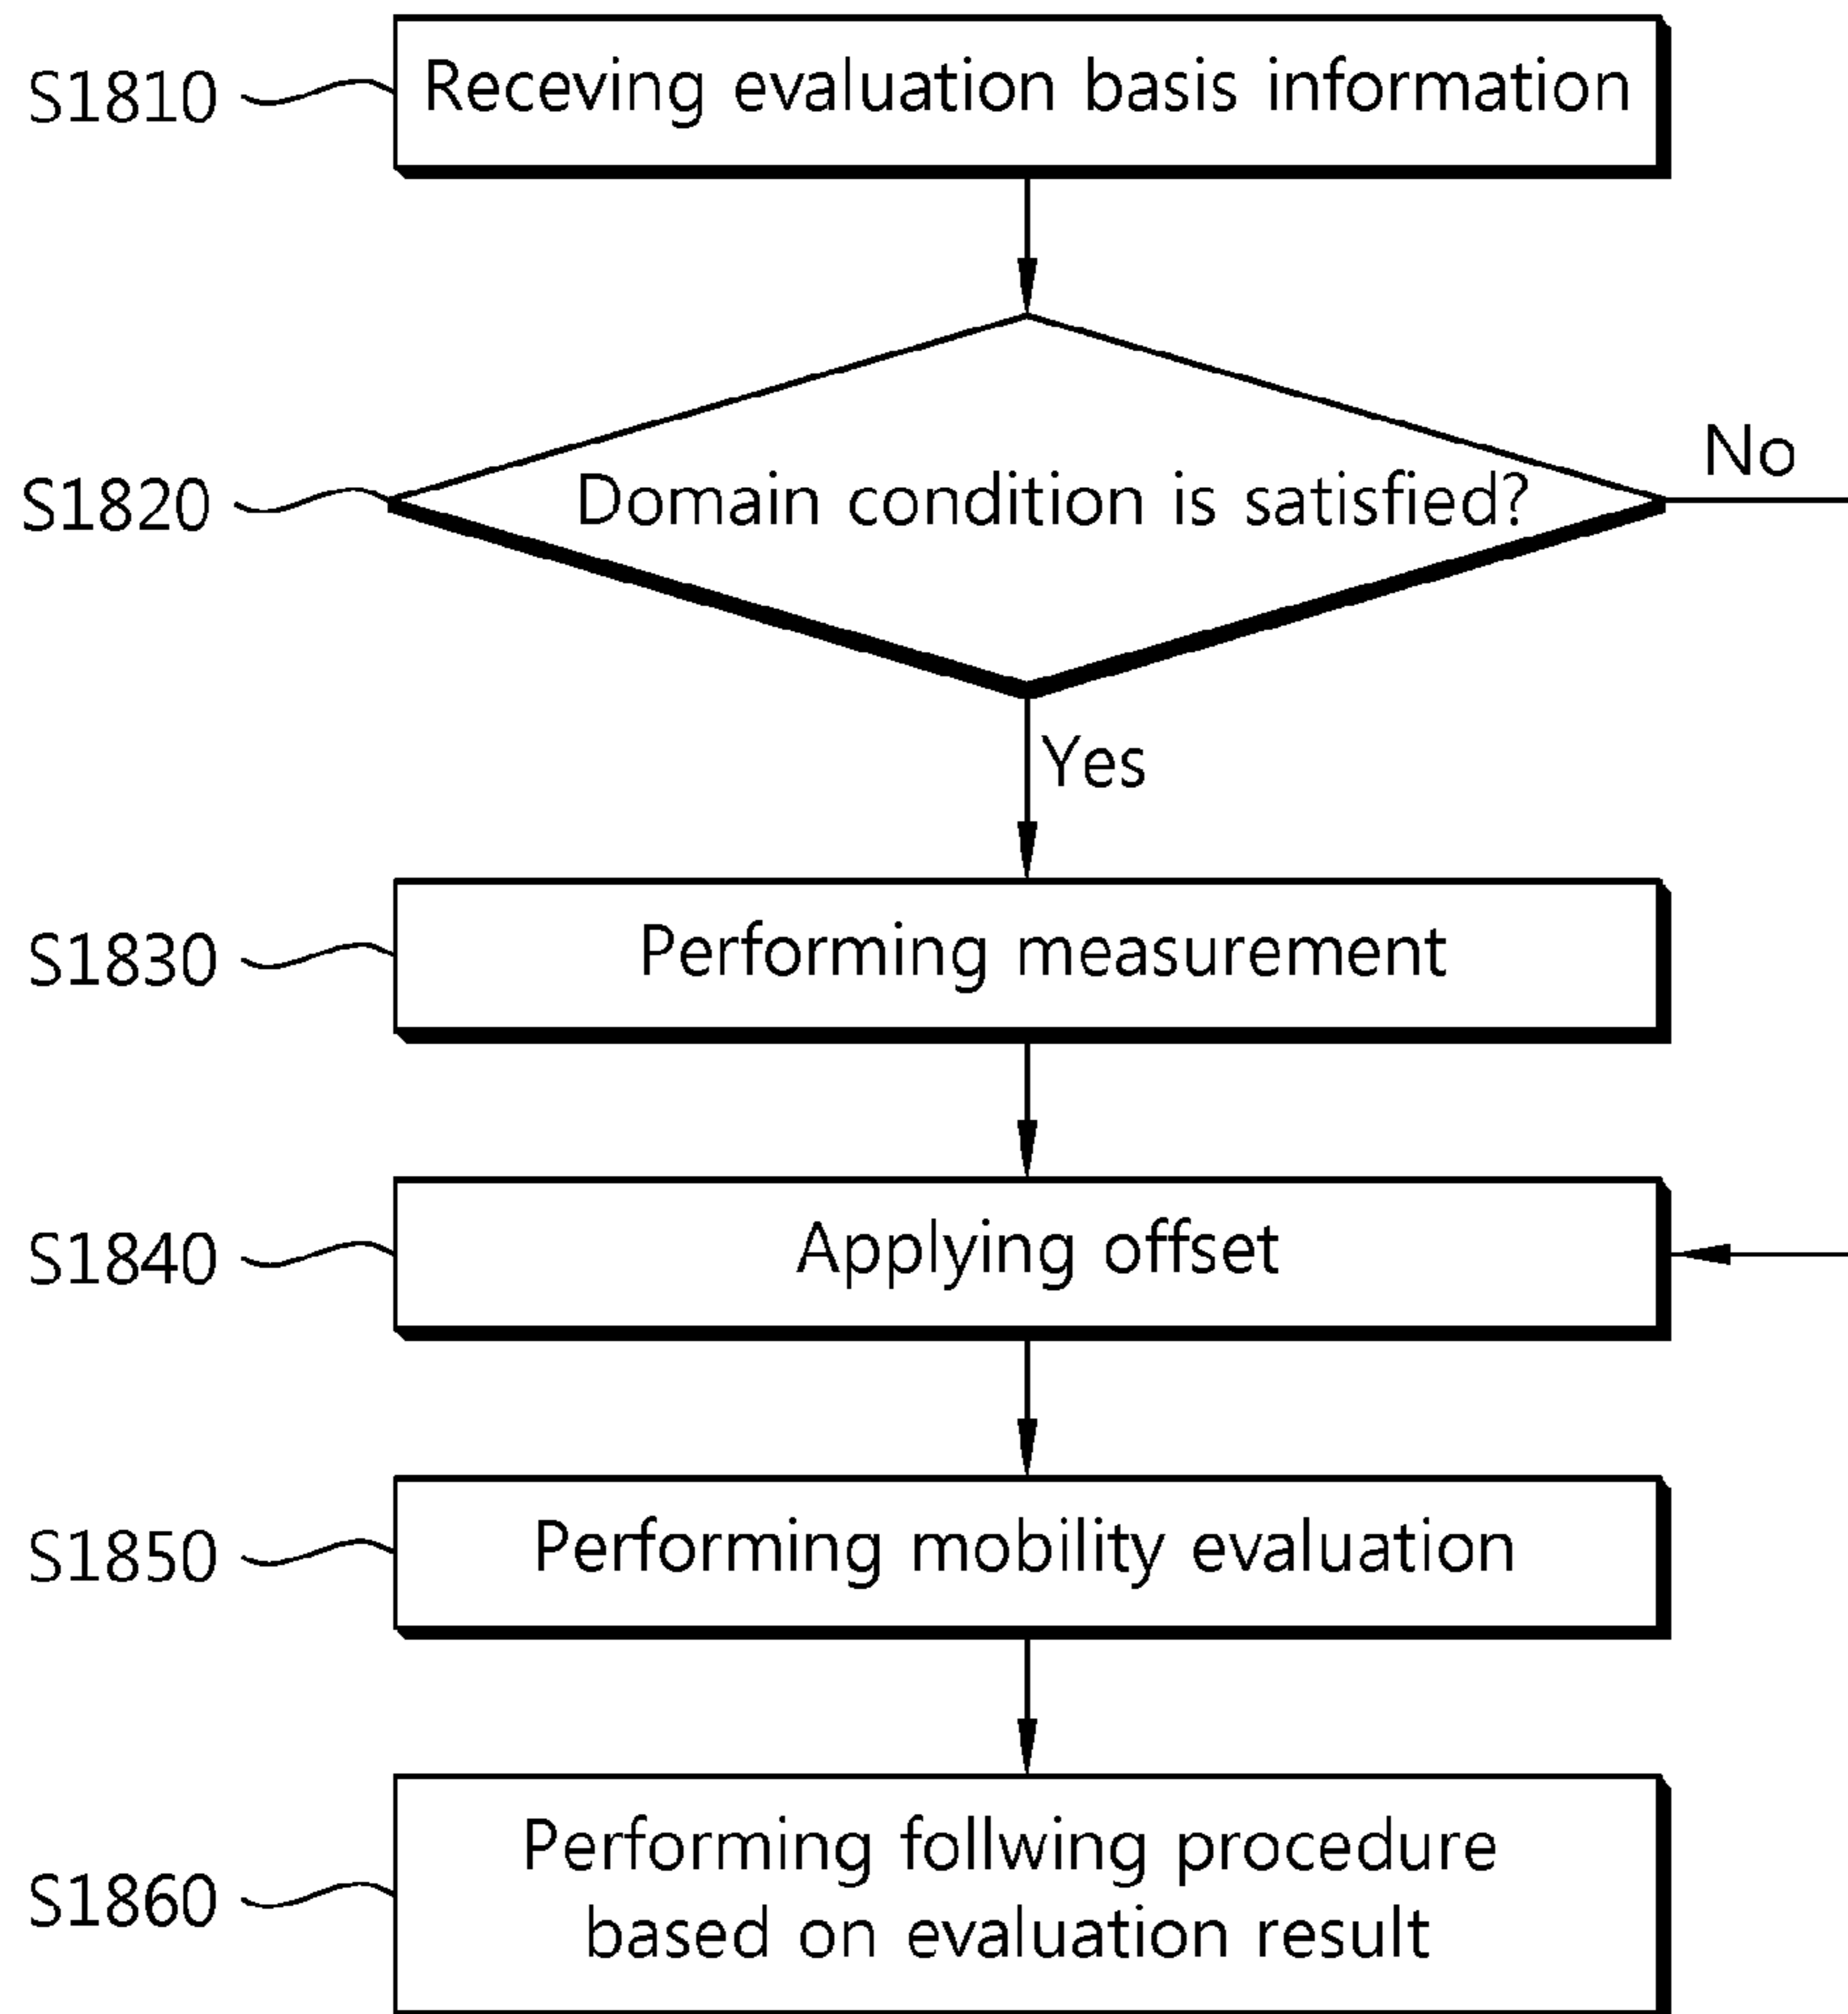 S1810
Receving evaluation basis information
S1820
Domain condition is satisfied?
No
Yes
S1830
Performing measurement
S1840
Applying offset
S1850
Performing mobility evaluation
S1860
Performing follwing procedure
based on evaluation result